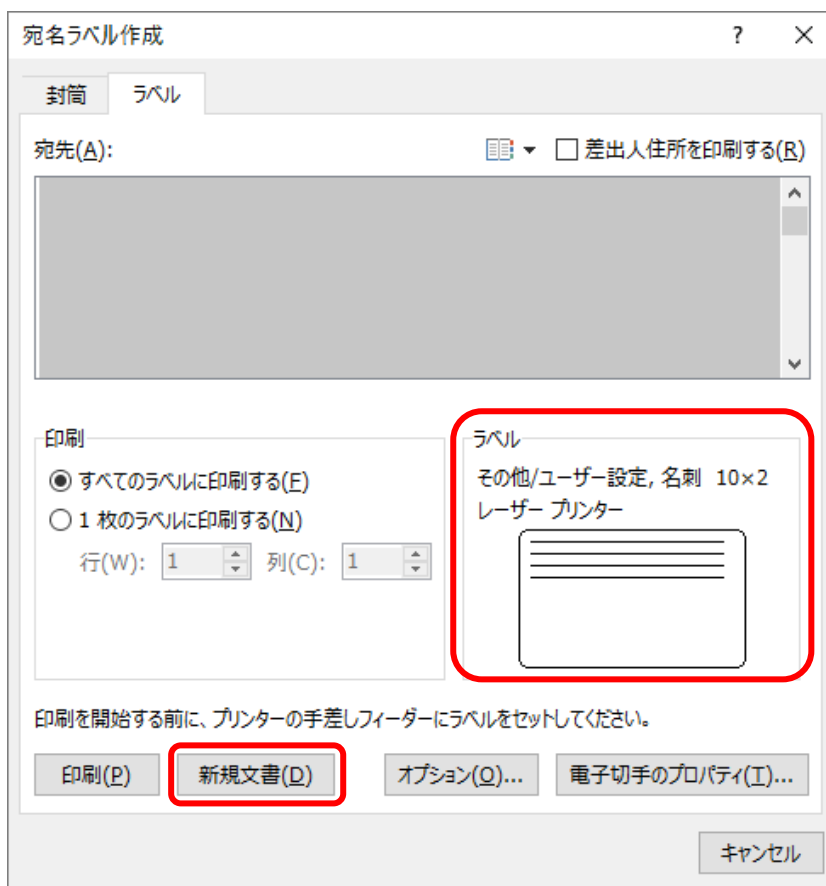 宛名ラベル作成 ? ×
封筒 ラベル
宛先(A): 差出人住所を印刷する(R)
印刷
すべてのラベルに印刷する(F)
1 枚のラベルに印刷する(N)
行(W): 1 列(C): 1
ラベル
その他/ユーザー設定, 名刺 10×2
レーザー プリンター
印刷を開始する前に、プリンターの手差しフィーダーにラベルをセットしてください。
印刷(P) 新規文書(D) オプション(O)... 電子切手のプロパティ(T)...
キャンセル